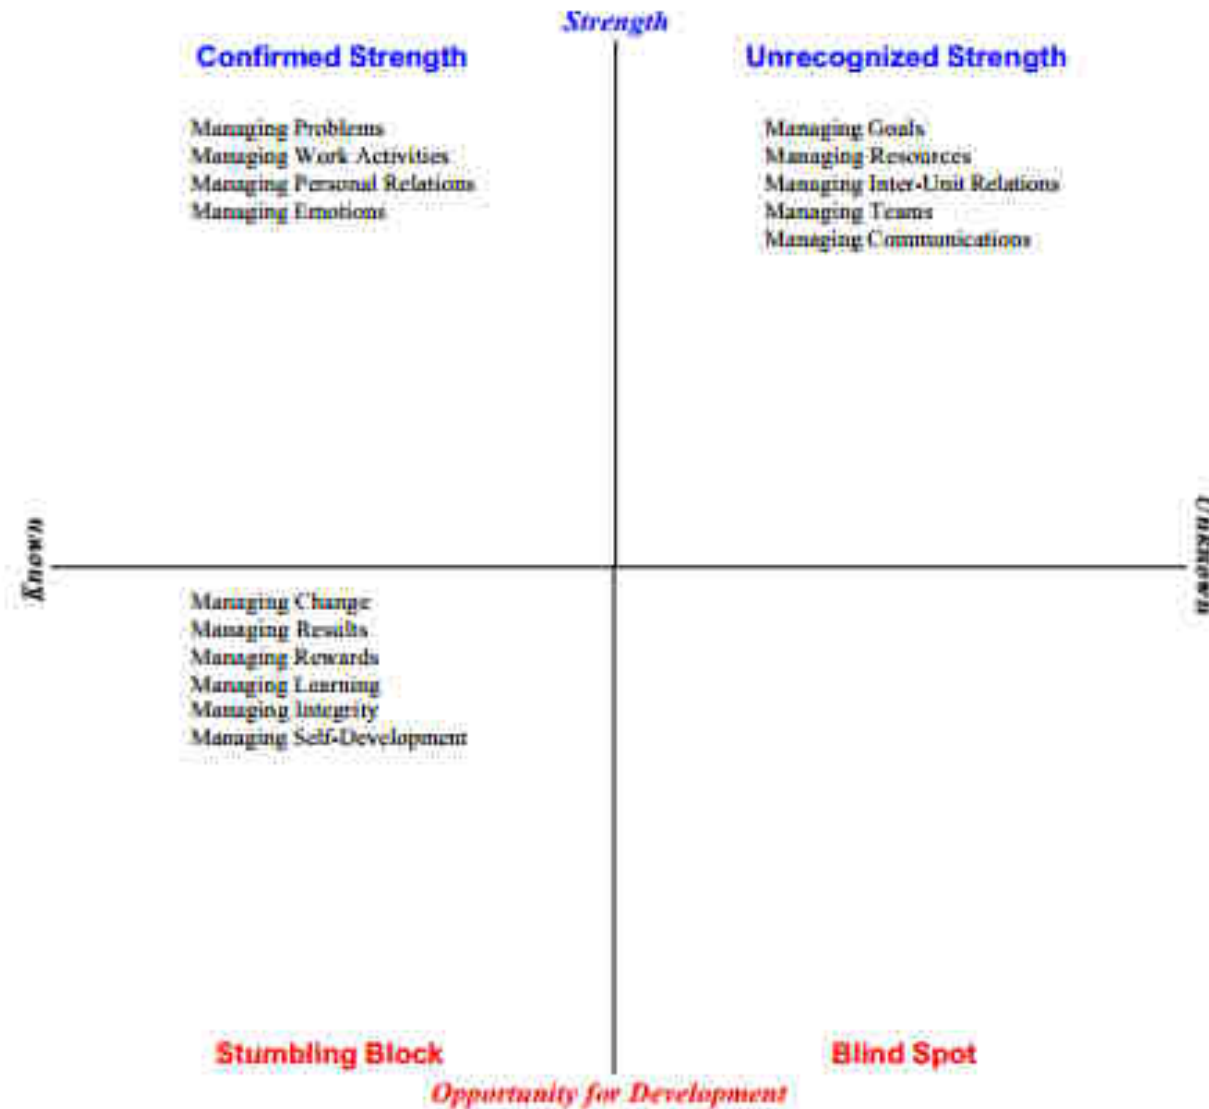 Strength
Confirmed Strength
Unrecognized Strength
Managing Problems
Managing Work Activities
Managing Personal Relations
Managing Emotions
Managing Goals
Managing Resources
Managing Inter-Unit Relations
Managing Teams
Managing Communications
Known
Unknown
Managing Change
Managing Results
Managing Rewards
Managing Learning
Managing Integrity
Managing Self-Development
Stumbling Block
Blind Spot
Opportunity for Development